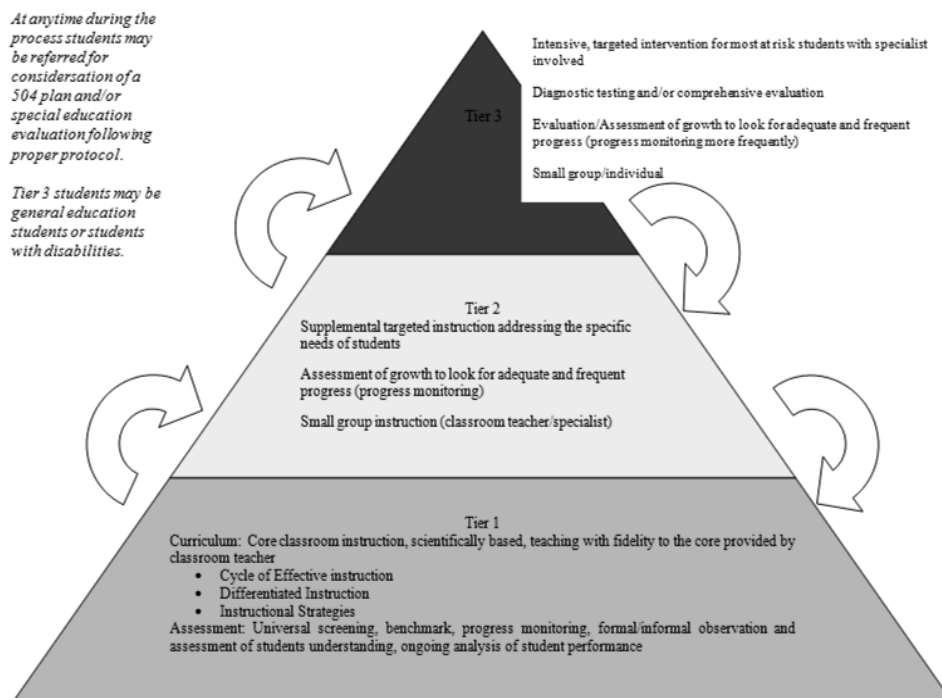 At anytime during the
process students may
be referred for
considersation of a
504 plan and/or
special education
evaluation following
proper protocol.
Tier 3 students may be
general education
students or students
with disabilities.
Tier 3
Intensive, targeted intervention for most at risk students with specialist
involved
Diagnostic testing and/or comprehensive evaluation
Evaluation/Assessment of growth to look for adequate and frequent
progress (progress monitoring more frequently)
Small group/individual
Tier 2
Supplemental targeted instruction addressing the specific
needs of students
Assessment of growth to look for adequate and frequent
progress (progress monitoring)
Small group instruction (classroom teacher/specialist)
Tier 1
Curriculum: Core classroom instruction, scientifically based, teaching with fidelity to the core provided by
classroom teacher
• Cycle of Effective instruction
• Differentiated Instruction
• Instructional Strategies
Assessment: Universal screening, benchmark, progress monitoring, formal/informal observation and
assessment of students understanding, ongoing analysis of student performance